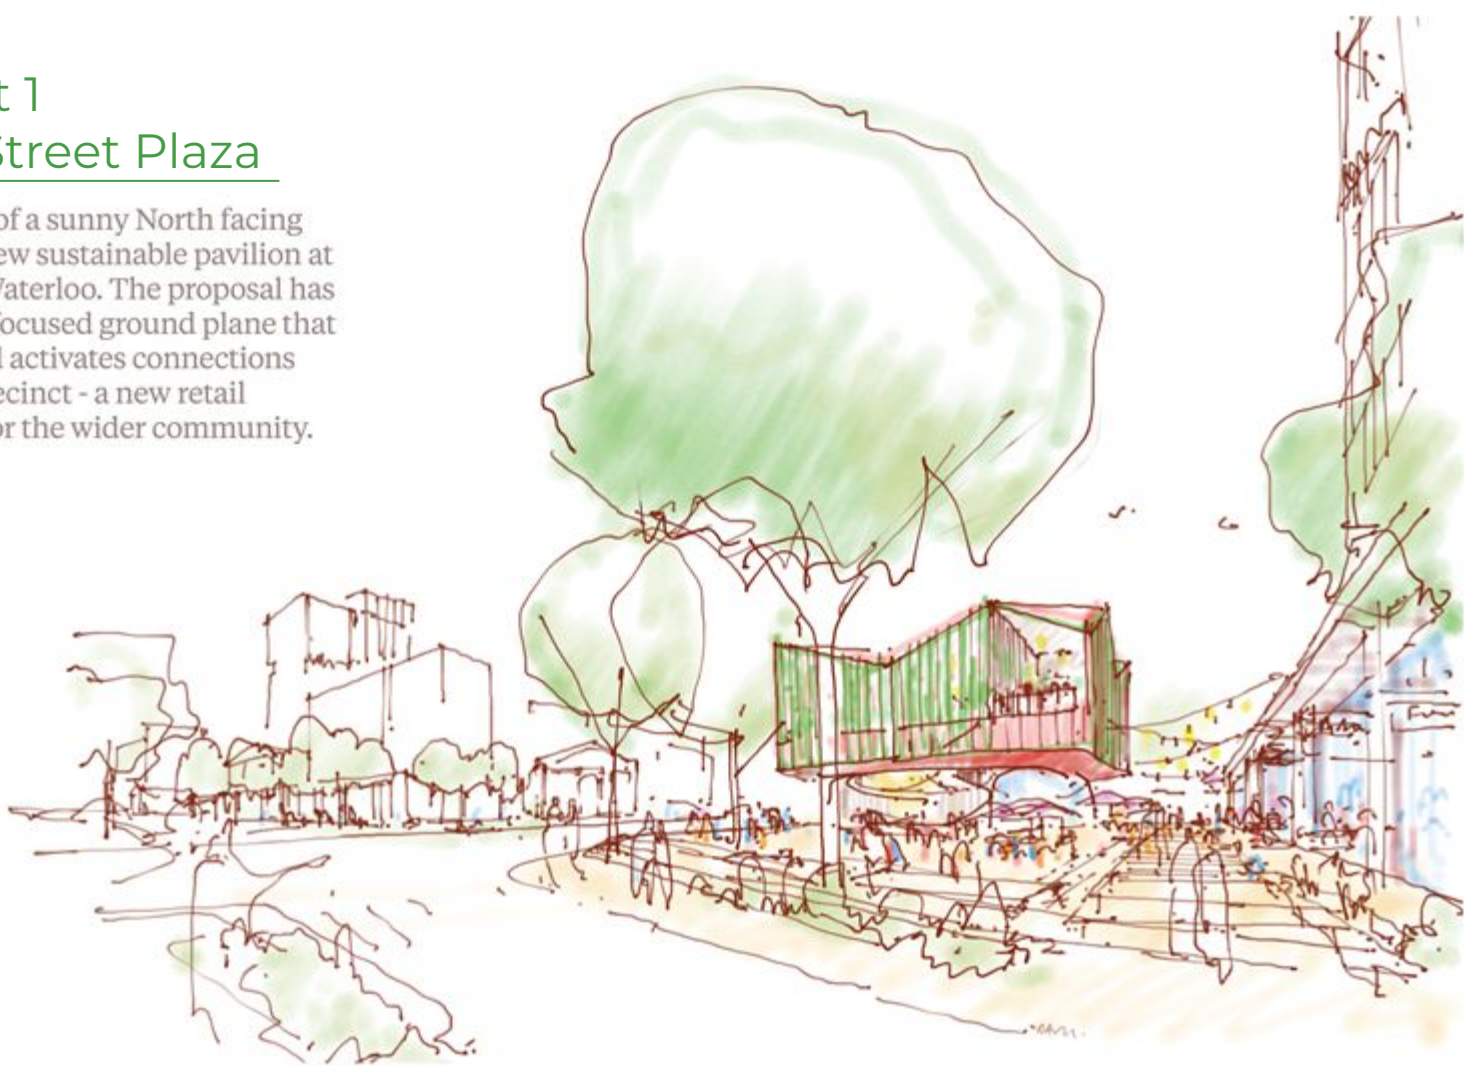 t 1
Street Plaza
of a sunny North facing
ew sustainable pavilion at
Waterloo. The proposal has
focused ground plane that
l activates connections
ecinct - a new retail
or the wider community.